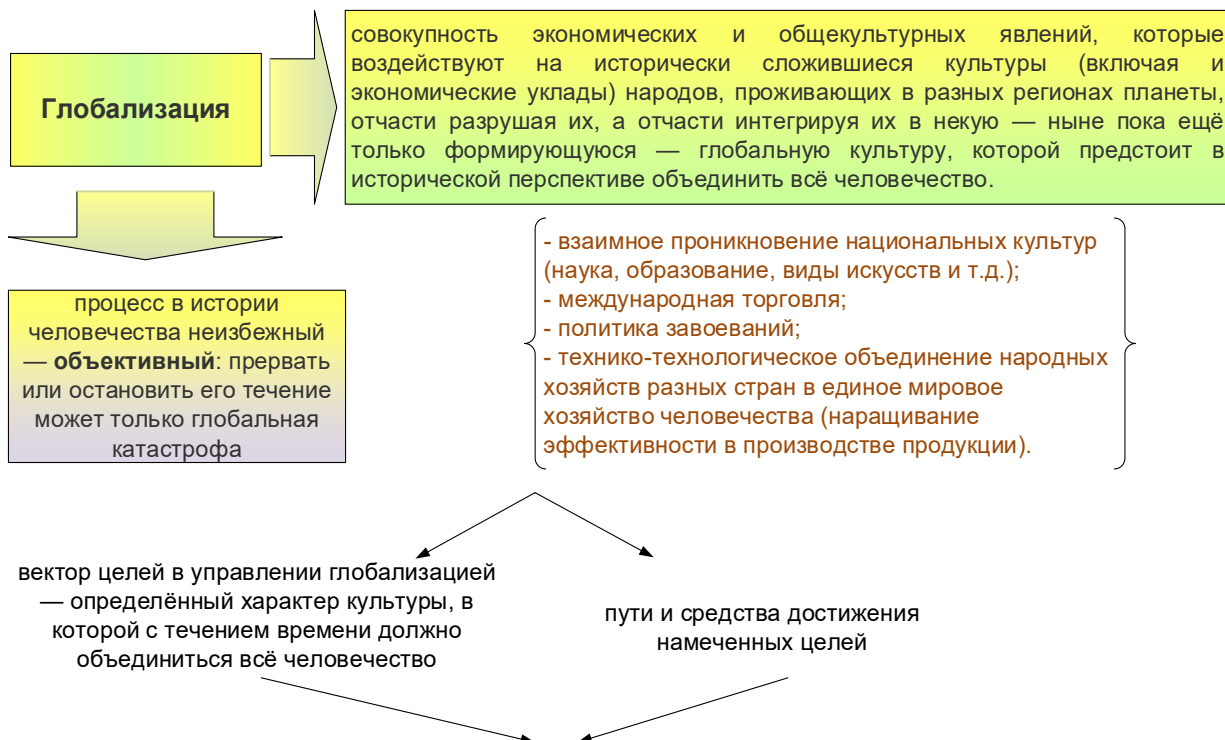 Глобализация
совокупность экономических и общекультурных явлений, которые
воздействуют на исторически сложившиеся культуры (включая и
экономические уклады) народов, проживающих в разных регионах планеты,
отчасти разрушая их, а отчасти интегрируя их в некую — ныне пока ещё
только формирующуюся — глобальную культуру, которой предстоит в
исторической перспективе объединить всё человечество.
процесс в истории
человечества неизбежный
— объективный: прервать
или остановить его течение
может только глобальная
катастрофа
- взаимное проникновение национальных культур
(наука, образование, виды искусств и т.д.);
- международная торговля;
- политика завоеваний;
- технико-технологическое объединение народных
хозяйств разных стран в единое мировое
хозяйство человечества (наращивание
эффективности в производстве продукции).
вектор целей в управлении глобализацией
— определённый характер культуры, в
которой с течением времени должно
объединиться всё человечество
пути и средства достижения
намеченных целей